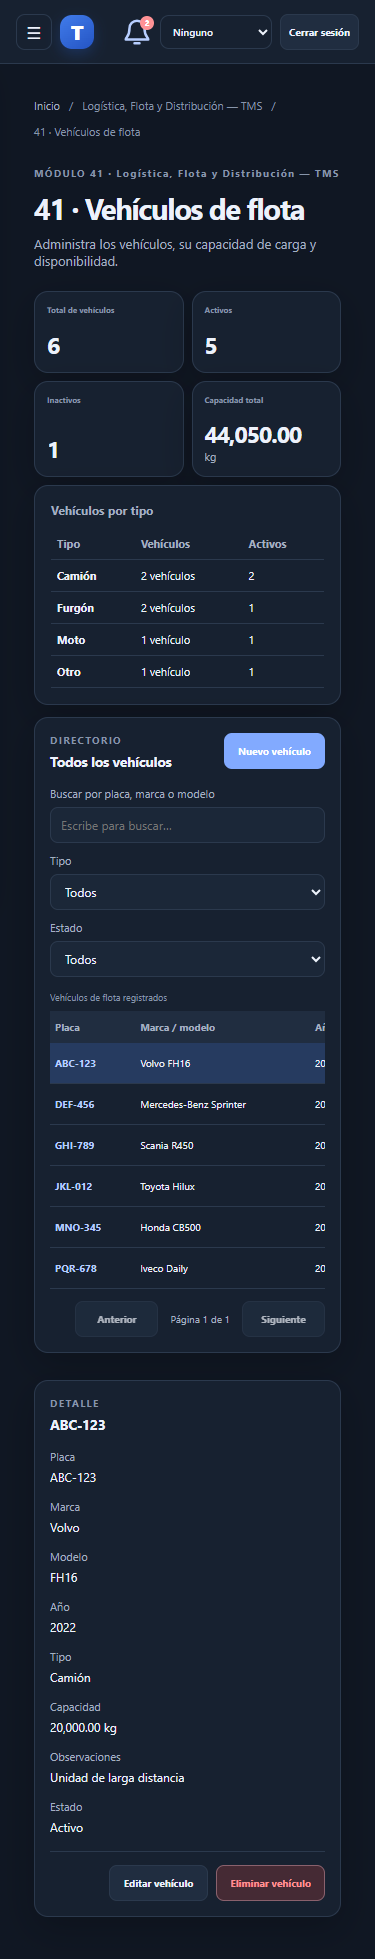 ☰ T 2 Ninguno Cerrar sesión
Inicio / Logística, Flota y Distribución — TMS /
41 · Vehículos de flota
MÓDULO 41 · Logística, Flota y Distribución — TMS
41 · Vehículos de flota
Administra los vehículos, su capacidad de carga y
disponibilidad.
Total de vehículos
6
Activos
5
Inactivos
1
Capacidad total
44,050.00
kg
Vehículos por tipo
Tipo Vehículos Activos
Camión 2 vehículos 2
Furgón 2 vehículos 1
Moto 1 vehículo 1
Otro 1 vehículo 1
DIRECTORIO
Todos los vehículos
Nuevo vehículo
Buscar por placa, marca o modelo
Escribe para buscar...
Tipo
Todos
Estado
Todos
Vehículos de flota registrados
Placa Marca / modelo Añ
ABC-123 Volvo FH16 20
DEF-456 Mercedes-Benz Sprinter 20
GHI-789 Scania R450 20
JKL-012 Toyota Hilux 20
MNO-345 Honda CB500 20
PQR-678 Iveco Daily 20
Anterior Página 1 de 1 Siguiente
DETALLE
ABC-123
Placa
ABC-123
Marca
Volvo
Modelo
FH16
Año
2022
Tipo
Camión
Capacidad
20,000.00 kg
Observaciones
Unidad de larga distancia
Estado
Activo
Editar vehículo Eliminar vehículo